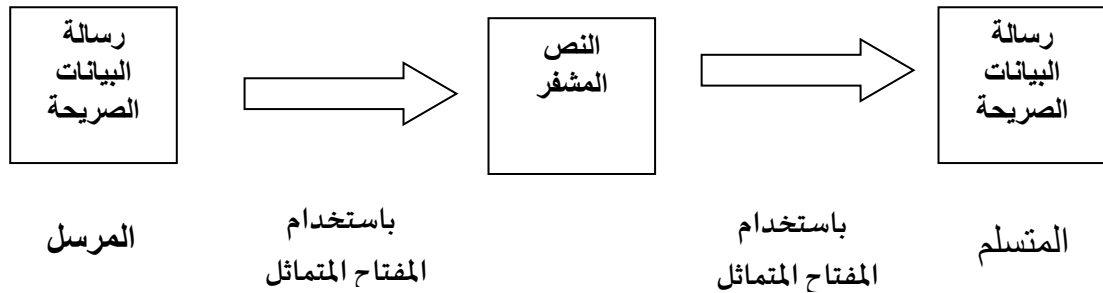 رسالة
البيانات
الصريحة
النص
المشفر
رسالة
البيانات
الصريحة
المرسل
باستخدام
المفتاح المتماثل
باستخدام
المفتاح المتماثل
المتسلم